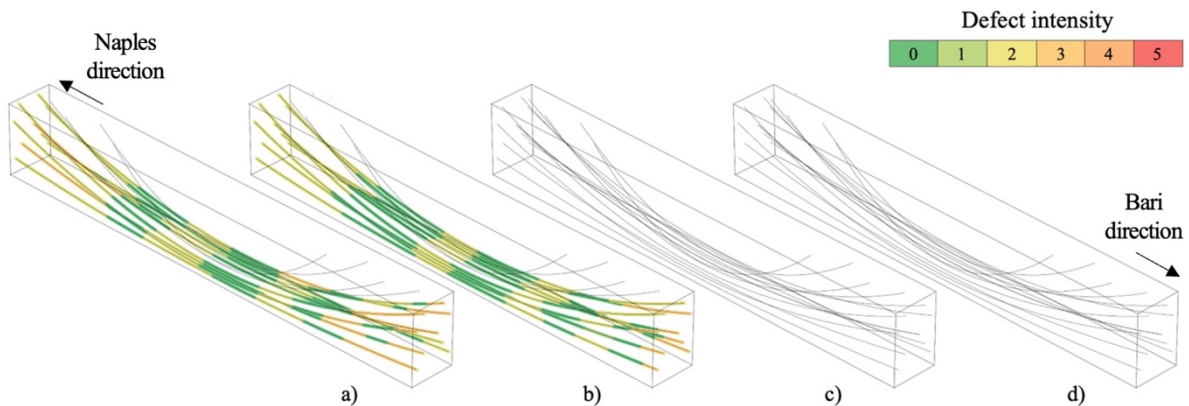 Defect intensity
0 1 2 3 4 5
Naples
direction
Bari
direction
a) b) c) d)